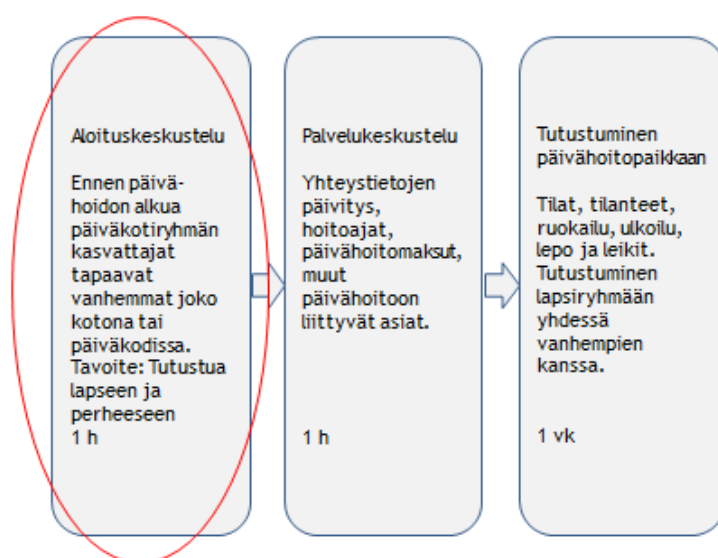 Aloituskeskustelu
Ennen päivä-
hoidon alkua
päiväkotiryhmän
kasvattajat
tapaavat
vanhemmat joko
kotona tai
päiväkodissa.
Tavoite: Tutustua
lapseen ja
perheeseen
1 h
Palvelukeskustelu
Yhteystietojen
päivitys,
hoitoajat,
päivähoitomaksut,
muut
päivähoitoon
liittyvät asiat.
1 h
Tutustuminen
päivähoitopaikkaan
Tilat, tilanteet,
ruokailu, ulkoilu,
lepo ja leikit.
Tutustuminen
lapsiryhmään
yhdessä
vanhempien
kanssa.
1 vk